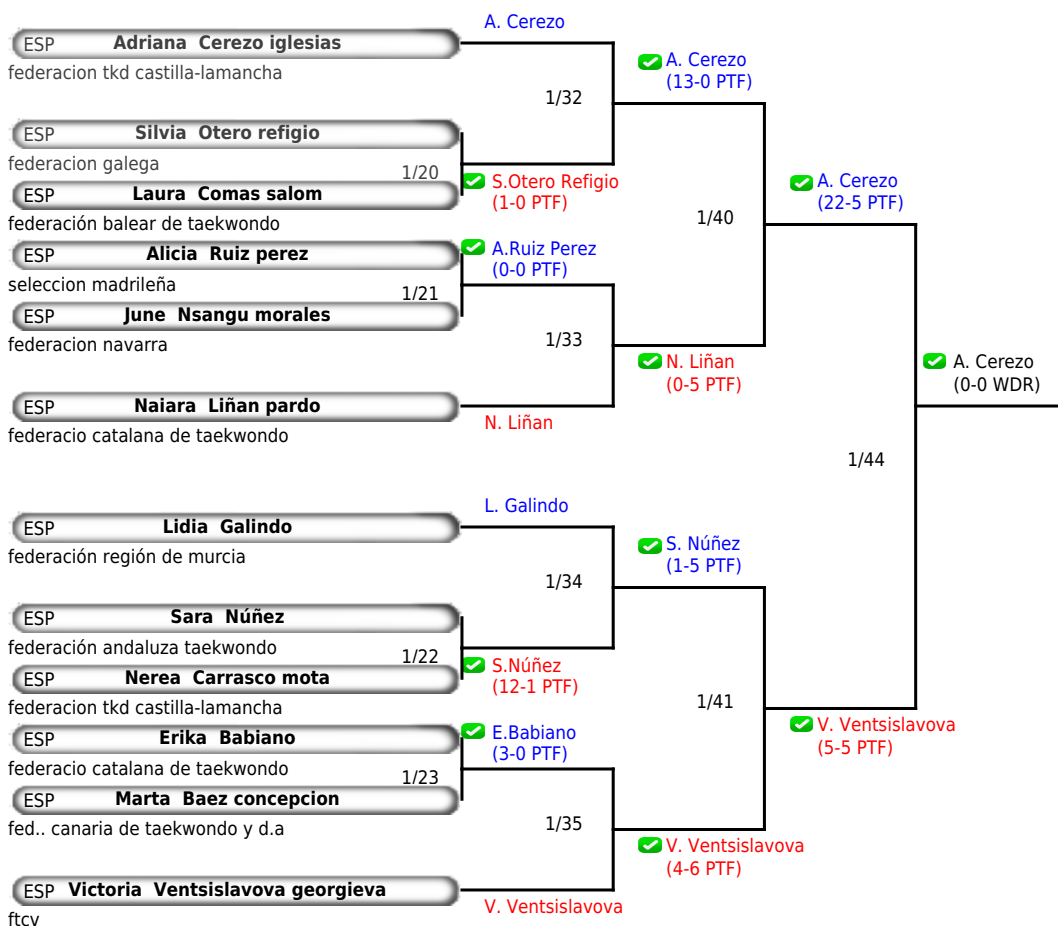 A. Cerezo
ESP Adriana Cerezo iglesias
federacion tkd castilla-lamancha
A. Cerezo
(13-0 PTF)
1/32
ESP Silvia Otero refigio
federacion galega
1/20
S.Otero Refigio
(1-0 PTF)
ESP Laura Comas salom
federación balear de taekwondo
A. Cerezo
(22-5 PTF)
1/40
ESP Alicia Ruiz perez
seleccion madrileña
A.Ruiz Perez
(0-0 PTF)
1/21
ESP June Nsangu morales
federacion navarra
1/33
N. Liñan
(0-5 PTF)
A. Cerezo
(0-0 WDR)
ESP Naiara Liñan pardo
federacio catalana de taekwondo
N. Liñan
1/44
L. Galindo
ESP Lidia Galindo
federación región de murcia
S. Núñez
(1-5 PTF)
1/34
ESP Sara Núñez
federación andaluza taekwondo
1/22
S.Núñez
(12-1 PTF)
ESP Nerea Carrasco mota
federacion tkd castilla-lamancha
1/41
V. Ventsislavova
(5-5 PTF)
ESP Erika Babiano
federacio catalana de taekwondo
E.Babiano
(3-0 PTF)
1/23
ESP Marta Baez concepcion
fed.. canaria de taekwondo y d.a
1/35
V. Ventsislavova
(4-6 PTF)
ESP Victoria Ventsislavova georgieva
ftcv
V. Ventsislavova